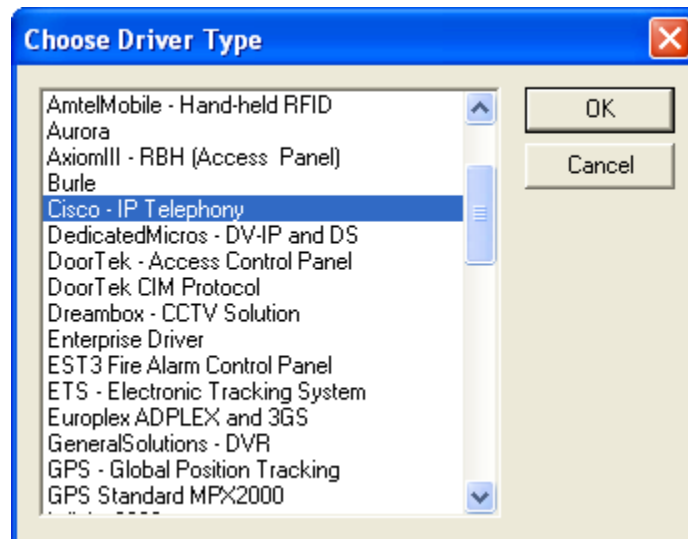 Choose Driver Type
AmtelMobile - Hand-held RFID
Aurora
AxiomIII - RBH (Access  Panel)
Burle
Cisco - IP Telephony
DedicatedMicros - DV-IP and DS
DoorTek - Access Control Panel
DoorTek CIM Protocol
Dreambox - CCTV Solution
Enterprise Driver
EST3 Fire Alarm Control Panel
ETS - Electronic Tracking System
Europlex ADPLEX and 3GS
GeneralSolutions - DVR
GPS - Global Position Tracking
GPS Standard MPX2000
OK
Cancel